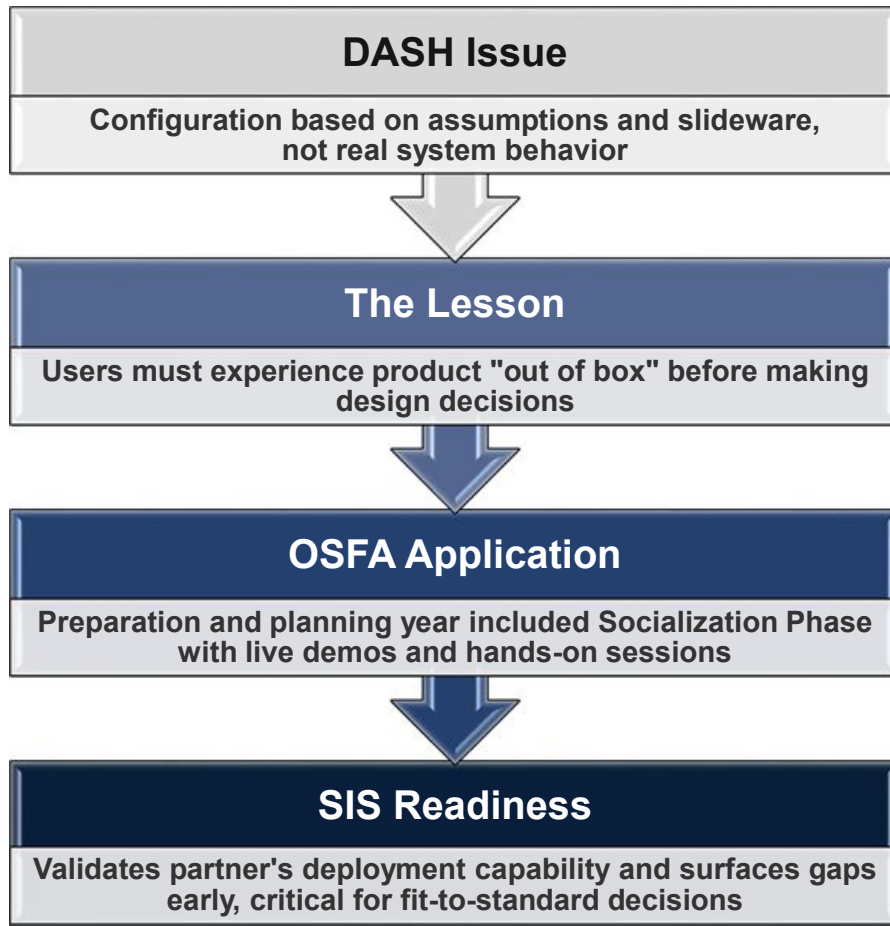 DASH Issue
Configuration based on assumptions and slideware,
not real system behavior
The Lesson
Users must experience product "out of box" before making
design decisions
OSFA Application
Preparation and planning year included Socialization Phase
with live demos and hands-on sessions
SIS Readiness
Validates partner's deployment capability and surfaces gaps
early, critical for fit-to-standard decisions